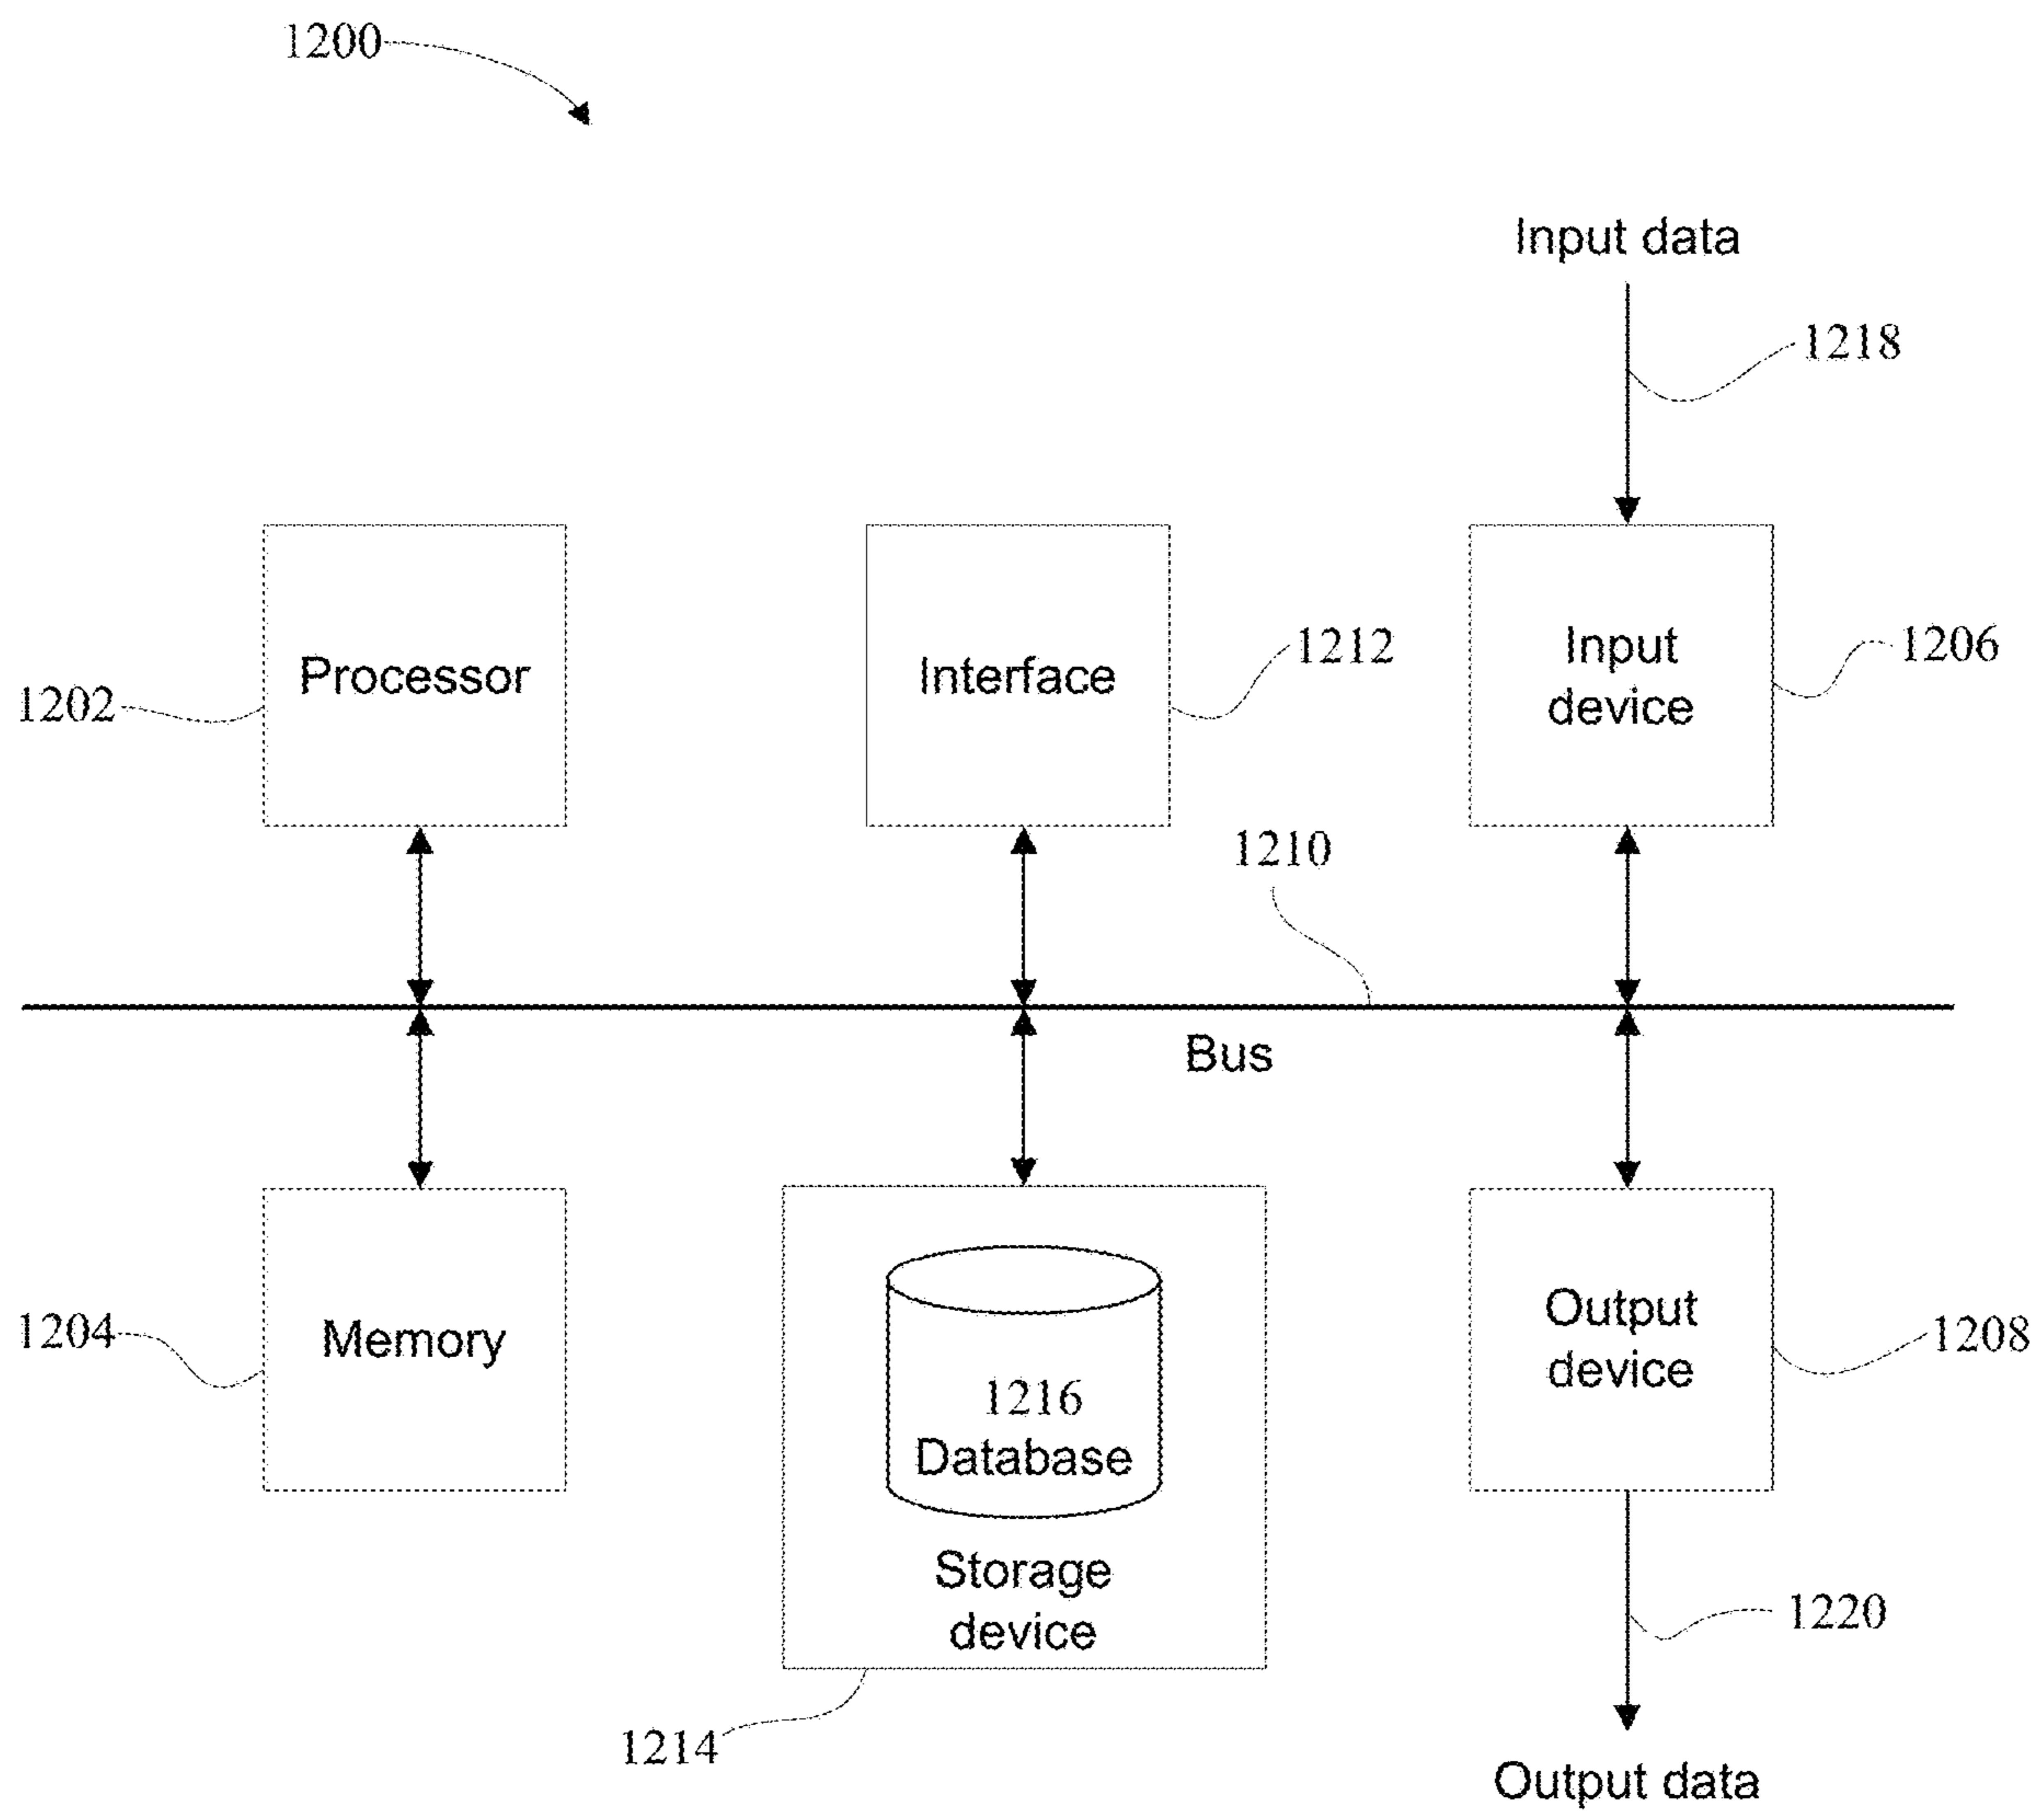 1200
Input data
1218
Processor
1202
Interface
1212
Input
device
1206
1210
Bus
Memory
1204
1216
Database
Storage
device
1214
Output
device
1208
1220
Output data